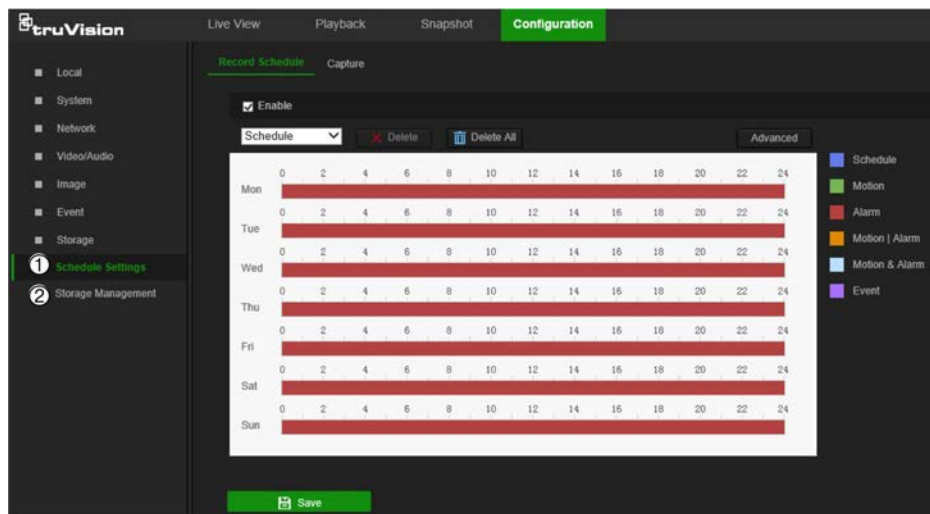 truVision Live View Playback Snapshot Configuration
Local
System
Network
Video/Audio
Image
Event
Storage
① Schedule Settings
② Storage Management
Record Schedule Capture
Enable
Schedule Delete Delete All Advanced
0 2 4 6 8 10 12 14 16 18 20 22 24
Mon
0 2 4 6 8 10 12 14 16 18 20 22 24
Tue
0 2 4 6 8 10 12 14 16 18 20 22 24
Wed
0 2 4 6 8 10 12 14 16 18 20 22 24
Thu
0 2 4 6 8 10 12 14 16 18 20 22 24
Fri
0 2 4 6 8 10 12 14 16 18 20 22 24
Sat
0 2 4 6 8 10 12 14 16 18 20 22 24
Sun
Schedule
Motion
Alarm
Motion | Alarm
Motion & Alarm
Event
Save